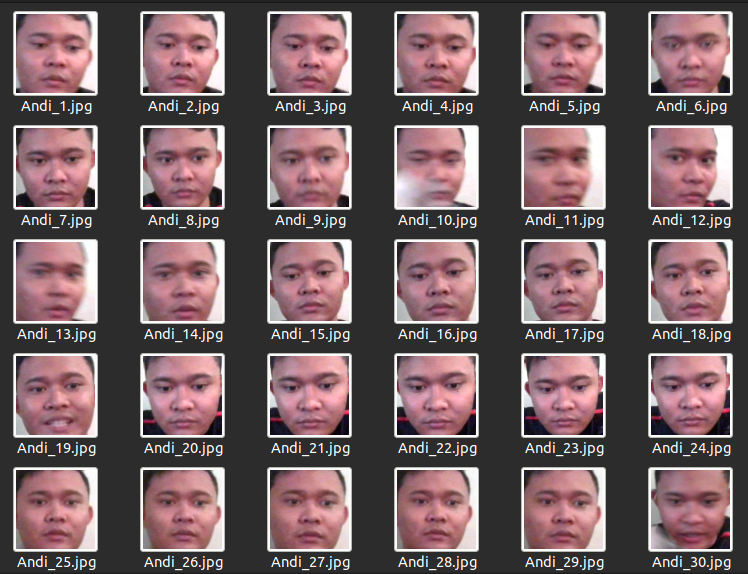 Andi_1.jpg Andi_2.jpg Andi_3.jpg Andi_4.jpg Andi_5.jpg Andi_6.jpg
Andi_7.jpg Andi_8.jpg Andi_9.jpg Andi_10.jpg Andi_11.jpg Andi_12.jpg
Andi_13.jpg Andi_14.jpg Andi_15.jpg Andi_16.jpg Andi_17.jpg Andi_18.jpg
Andi_19.jpg Andi_20.jpg Andi_21.jpg Andi_22.jpg Andi_23.jpg Andi_24.jpg
Andi_25.jpg Andi_26.jpg Andi_27.jpg Andi_28.jpg Andi_29.jpg Andi_30.jpg